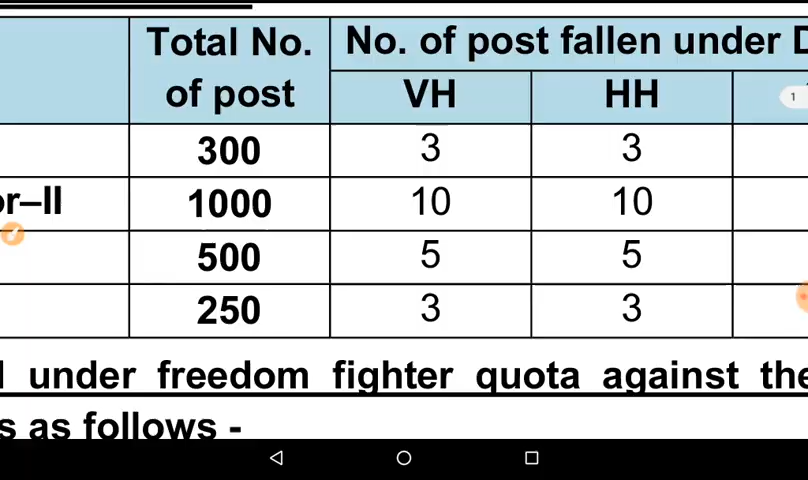 Total No. of post No. of post fallen under D
VH HH
300 3 3
or–II 1000 10 10
500 5 5
250 3 3
under freedom fighter quota against the
s as follows -
1